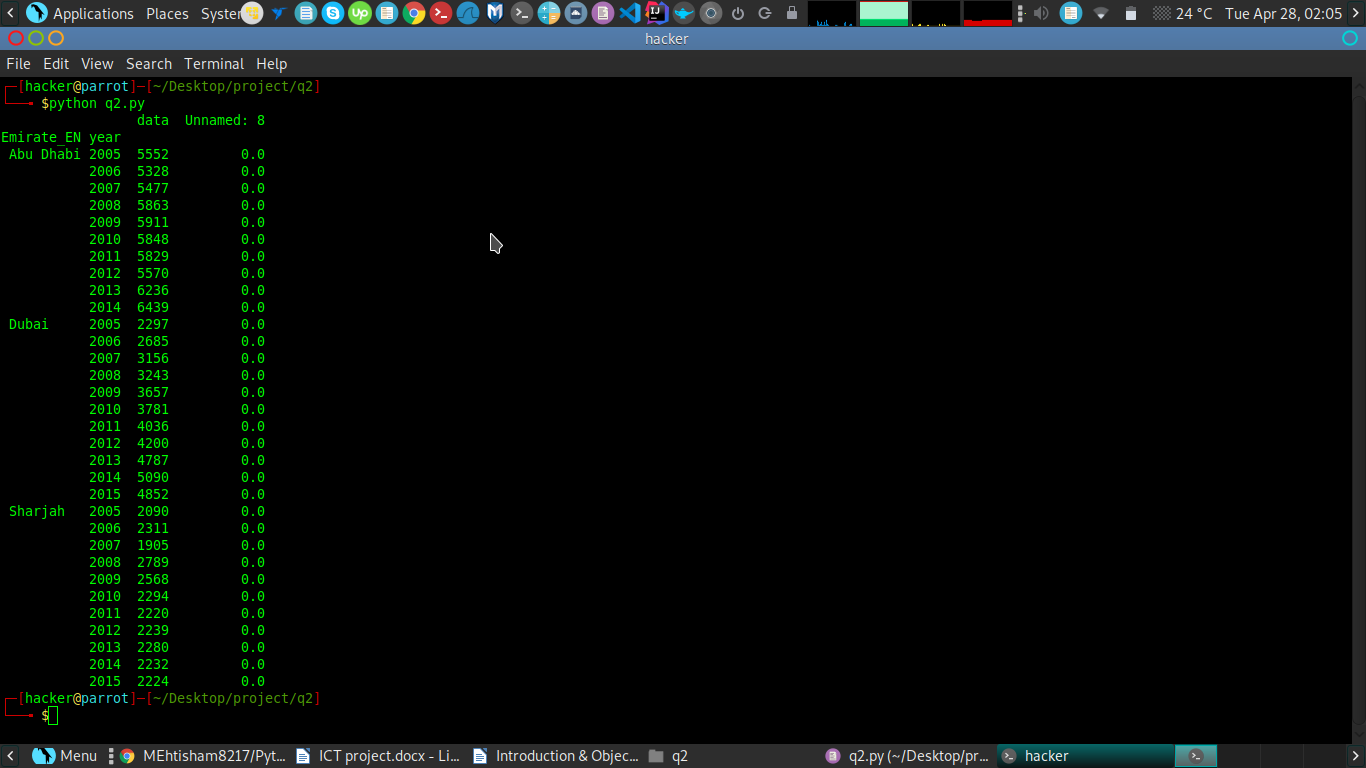 Applications Places System 24 °C Tue Apr 28, 02:05
hacker
File Edit View Search Terminal Help
┌─[hacker@parrot]─[~/Desktop/project/q2]
└──╼ $python q2.py
                 data  Unnamed: 8
Emirate_EN year
 Abu Dhabi 2005  5552         0.0
           2006  5328         0.0
           2007  5477         0.0
           2008  5863         0.0
           2009  5911         0.0
           2010  5848         0.0
           2011  5829         0.0
           2012  5570         0.0
           2013  6236         0.0
           2014  6439         0.0
 Dubai     2005  2297         0.0
           2006  2685         0.0
           2007  3156         0.0
           2008  3243         0.0
           2009  3657         0.0
           2010  3781         0.0
           2011  4036         0.0
           2012  4200         0.0
           2013  4787         0.0
           2014  5090         0.0
           2015  4852         0.0
 Sharjah   2005  2090         0.0
           2006  2311         0.0
           2007  1905         0.0
           2008  2789         0.0
           2009  2568         0.0
           2010  2294         0.0
           2011  2220         0.0
           2012  2239         0.0
           2013  2280         0.0
           2014  2232         0.0
           2015  2224         0.0
┌─[hacker@parrot]─[~/Desktop/project/q2]
└──╼ $
Menu MEhtisham8217/Pyt... ICT project.docx - Li... Introduction & Objec... q2 q2.py (~/Desktop/pr... hacker